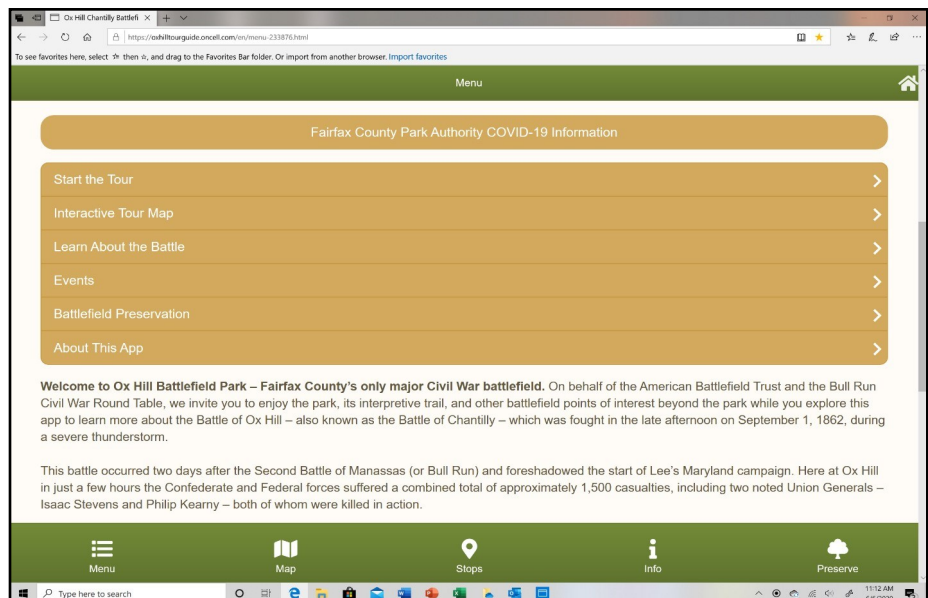 Ox Hill Chantilly Battlefi
https://oxhilltourguide.oncell.com/en/menu-233876.html
To see favorites here, select then ☆, and drag to the Favorites Bar folder. Or import from another browser. Import favorites
Menu
Fairfax County Park Authority COVID-19 Information
Start the Tour
Interactive Tour Map
Learn About the Battle
Events
Battlefield Preservation
About This App
Welcome to Ox Hill Battlefield Park – Fairfax County's only major Civil War battlefield. On behalf of the American Battlefield Trust and the Bull Run
Civil War Round Table, we invite you to enjoy the park, its interpretive trail, and other battlefield points of interest beyond the park while you explore this
app to learn more about the Battle of Ox Hill – also known as the Battle of Chantilly – which was fought in the late afternoon on September 1, 1862, during
a severe thunderstorm.
This battle occurred two days after the Second Battle of Manassas (or Bull Run) and foreshadowed the start of Lee's Maryland campaign. Here at Ox Hill
in just a few hours the Confederate and Federal forces suffered a combined total of approximately 1,500 casualties, including two noted Union Generals –
Isaac Stevens and Philip Kearny – both of whom were killed in action.
Menu Map Stops Info Preserve
Type here to search
11:12 AM